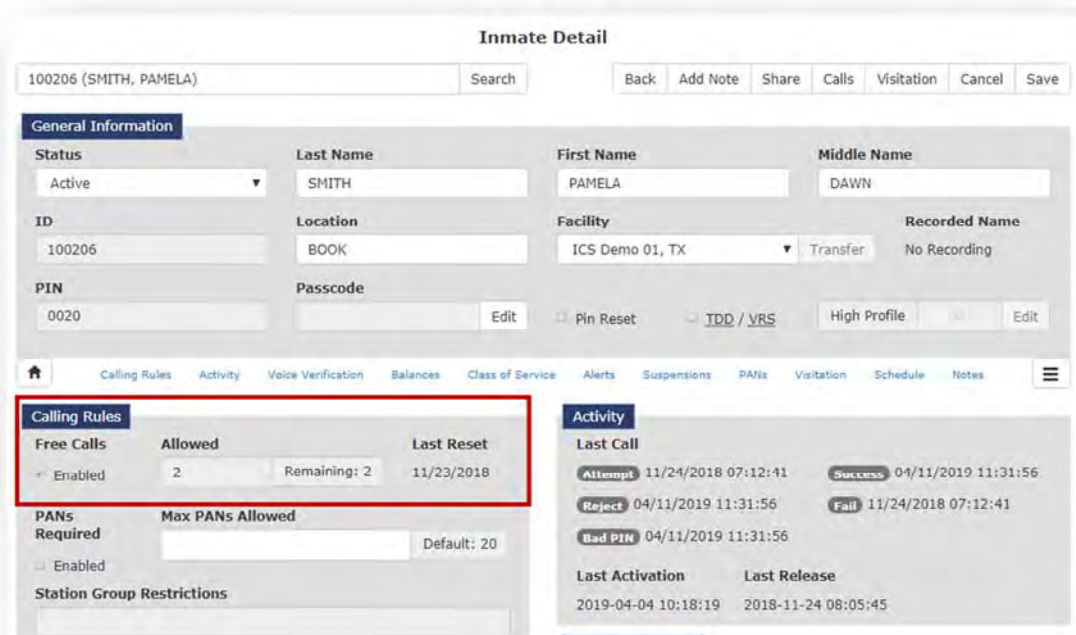 Inmate Detail
100206 (SMITH, PAMELA) Search Back Add Note Share Calls Visitation Cancel Save
General Information
Status Last Name First Name Middle Name
Active SMITH PAMELA DAWN
ID Location Facility Recorded Name
100206 BOOK ICS Demo 01, TX Transfer No Recording
PIN Passcode
0020 Edit Pin Reset TDD / VRS High Profile Edit
Calling Rules Activity Voice Verification Balances Class of Service Alerts Suspensions PANs Visitation Schedule Notes
Calling Rules
Free Calls Allowed Last Reset
Enabled 2 Remaining: 2 11/23/2018
PANs Required Max PANs Allowed
Default: 20
Enabled
Station Group Restrictions
Activity
Last Call
Attempt 11/24/2018 07:12:41 Success 04/11/2019 11:31:56
Reject 04/11/2019 11:31:56 Fail 11/24/2018 07:12:41
Bad PIN 04/11/2019 11:31:56
Last Activation Last Release
2019-04-04 10:18:19 2018-11-24 08:05:45